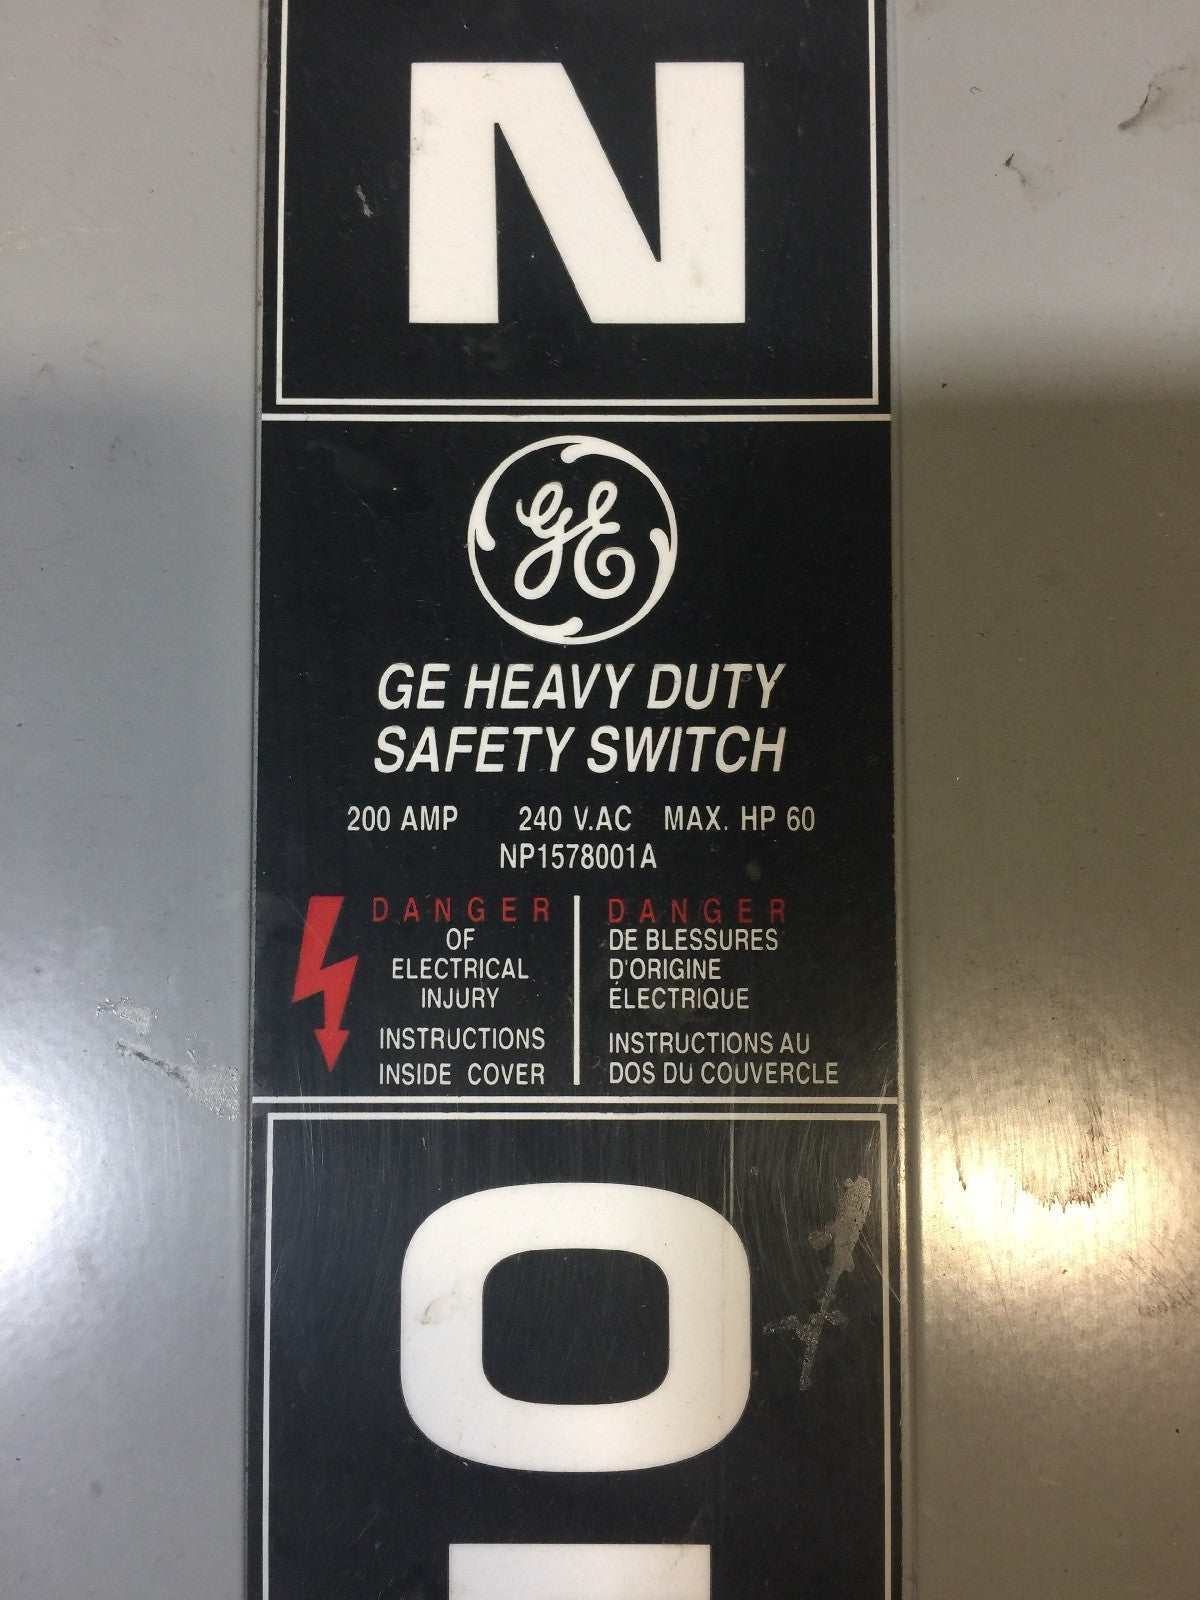 N
GE
GE HEAVY DUTY
SAFETY SWITCH
200 AMP 240 V.AC MAX. HP 60
NP1578001A
DANGER
OF
ELECTRICAL
INJURY
INSTRUCTIONS
INSIDE COVER
DANGER
DE BLESSURES
D'ORIGINE
ÉLECTRIQUE
INSTRUCTIONS AU
DOS DU COUVERCLE
O